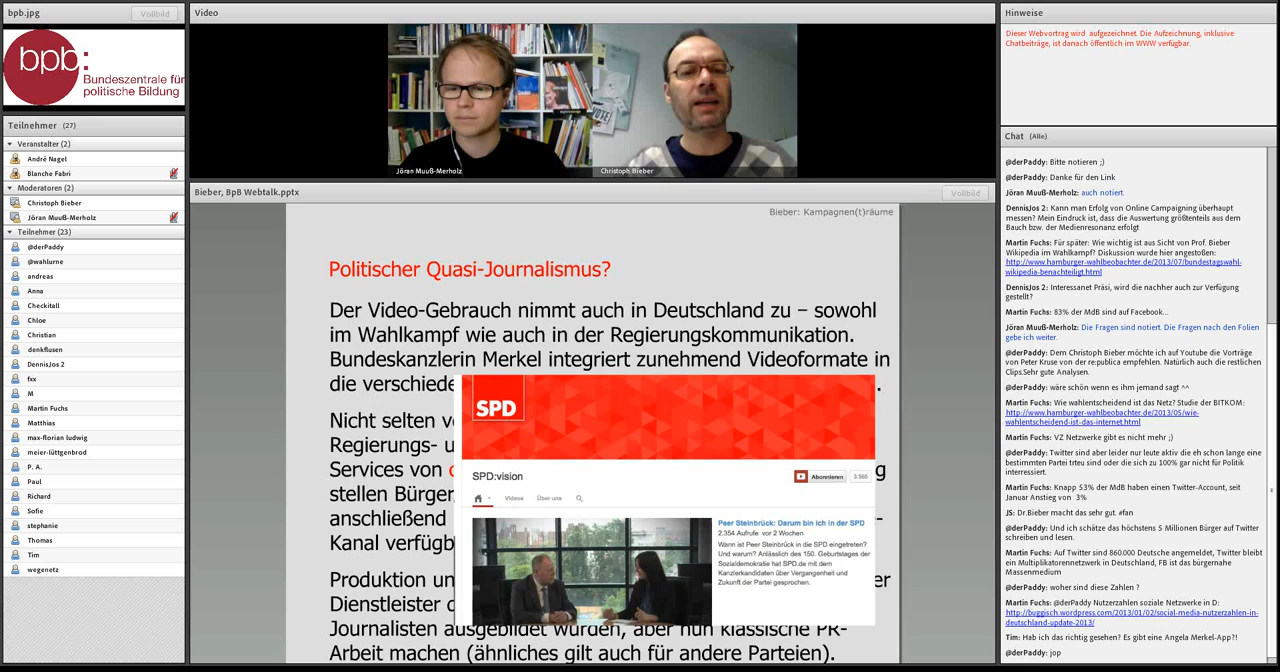 bpb.jpg
Vollbild
bpb:
Bundeszentrale für
politische Bildung
Teilnehmer (27)
Veranstalter (2)
André Nagel
Blanche Fabri
Moderatoren (2)
Christoph Bieber
Jöran Muuß-Merholz
Teilnehmer (23)
@derPaddy
@wahlurne
andreas
Anna
Checkitall
Chloe
Christian
denkflusen
DennisJos 2
fxx
M
Martin Fuchs
Matthias
max-florian ludwig
meier-lüttgenbrod
P. A.
Paul
Richard
Sofie
stephanie
Thomas
Tim
wegenetz
Video
VOTE
Jöran Muuß-Merholz
Christoph Bieber
Bieber, BpB Webtalk.pptx
Vollbild
Bieber: Kampagnen(t)räume
Politischer Quasi-Journalismus?
Der Video-Gebrauch nimmt auch in Deutschland zu – sowohl
im Wahlkampf wie auch in der Regierungskommunikation.
Bundeskanzlerin Merkel integriert zunehmend Videoformate in
die verschiede
Nicht selten v
Regierungs- u
Services von
g
stellen Bürger
anschließend
Kanal verfügb
Produktion un
er
Dienstleister
Journalisten ausgebildet wurden, aber nun klassische PR-
Arbeit machen (ähnliches gilt auch für andere Parteien).
SPD
SPD:vision
Abonnieren
3 565
Videos
Über uns
Peer Steinbrück: Darum bin ich in der SPD
2.354 Aufrufe vor 2 Wochen
Wann ist Peer Steinbrück in die SPD eingetreten?
Und warum? Anlässlich des 150. Geburtstages der
Sozialdemokratie hat SPD.de mit dem
Kanzlerkandidaten über Vergangenheit und
Zukunft der Partei gesprochen.
Hinweise
Dieser Webvortrag wird aufgezeichnet. Die Aufzeichnung, inklusive
Chatbeiträge, ist danach öffentlich im WWW verfügbar.
Chat (Alle)
@derPaddy: Bitte notieren ;)
@derPaddy: Danke für den Link
Jöran Muuß-Merholz: auch notiert.
DennisJos 2: Kann man Erfolg von Online Campaigning überhaupt
messen? Mein Eindruck ist, dass die Auswertung größtenteils aus dem
Bauch bzw. der Medienresonanz erfolgt
Martin Fuchs: Für später: Wie wichtig ist aus Sicht von Prof. Bieber
Wikipedia im Wahlkampf? Diskussion wurde hier angestoßen:
http://www.hamburger-wahlbeobachter.de/2013/07/bundestagswahl-
wikipedia-benachteiligt.html
DennisJos 2: Interessanet Präsi, wird die nachher auch zur Verfügung
gestellt?
Martin Fuchs: 83% der MdB sind auf Facebook...
Jöran Muuß-Merholz: Die Fragen sind notiert. Die Fragen nach den Folien
gebe ich weiter.
@derPaddy: Dem Christoph Bieber möchte ich auf Youtube die Vorträge
von Peter Kruse von der re:publica empfehlen. Natürlich auch die restlichen
Clips.Sehr gute Analysen.
@derPaddy: wäre schön wenn es ihm jemand sagt ^^
Martin Fuchs: Wie wahlentscheidend ist das Netz? Studie der BITKOM:
http://www.hamburger-wahlbeobachter.de/2013/05/wie-
wahlentscheidend-ist-das-internet.html
Martin Fuchs: VZ Netzwerke gibt es nicht mehr ;)
@derPaddy: Twitter sind aber leider nur leute aktiv die eh schon lange eine
bestimmten Partei trteu sind oder die sich zu 100% gar nicht für Politik
interressiert.
Martin Fuchs: Knapp 53% der MdB haben einen Twitter-Account, seit
Januar Anstieg von 3%
JS: Dr.Bieber macht das sehr gut. #fan
@derPaddy: Und ich schätze das höchstens 5 Millionen Bürger auf Twitter
schreiben und lesen.
Martin Fuchs: Auf Twitter sind 860.000 Deutsche angemeldet, Twitter bleibt
ein Multiplikatorennetzwerk in Deutschland, FB ist das bürgernahe
Massenmedium
@derPaddy: woher sind diese Zahlen ?
Martin Fuchs: @derPaddy Nutzerzahlen soziale Netzwerke in D:
http://buggisch.wordpress.com/2013/01/02/social-media-nutzerzahlen-in-
deutschland-update-2013/
Tim: Hab ich das richtig gesehen? Es gibt eine Angela Merkel-App?!
@derPaddy: jop